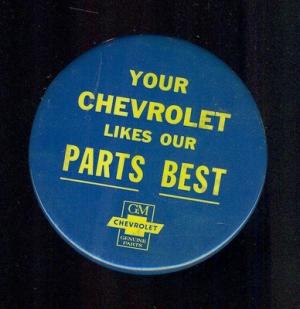 YOUR
CHEVROLET
LIKES OUR
PARTS BEST
GM
CHEVROLET
GENUINE
PARTS